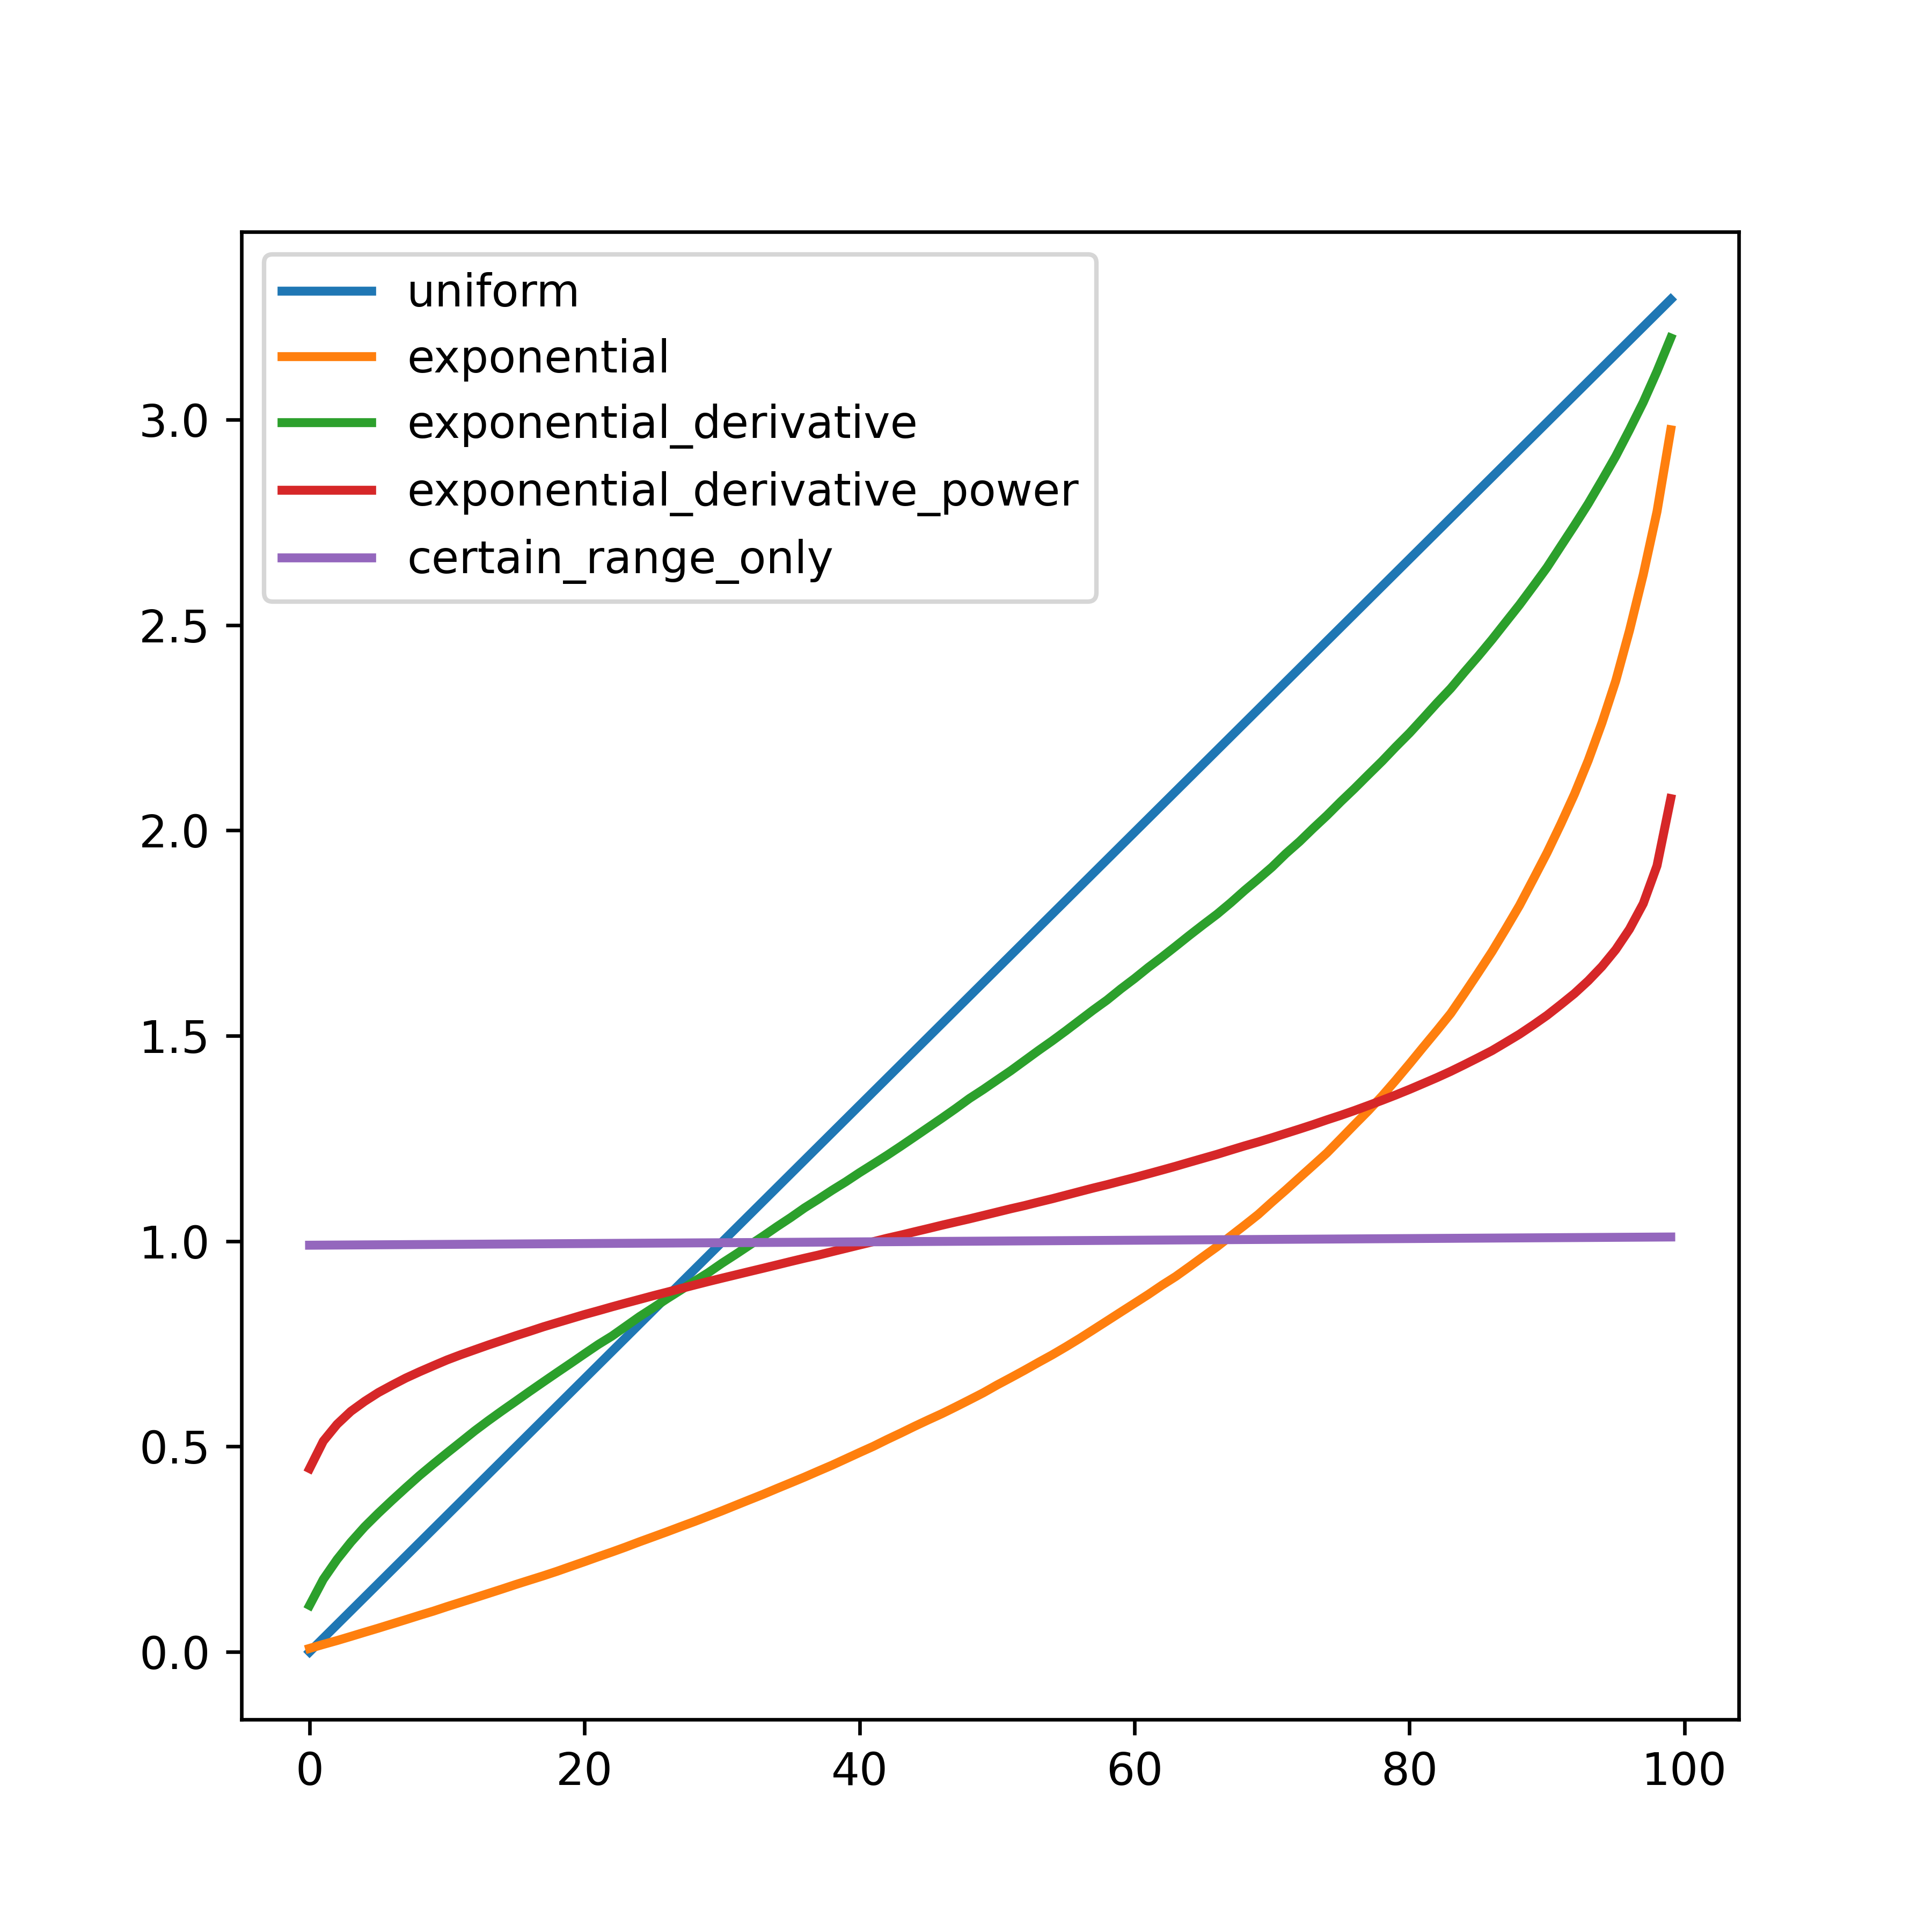 uniform
exponential
exponential_derivative
exponential_derivative_power
certain_range_only
3.0
2.5
2.0
1.5
1.0
0.5
0.0
0 20 40 60 80 100